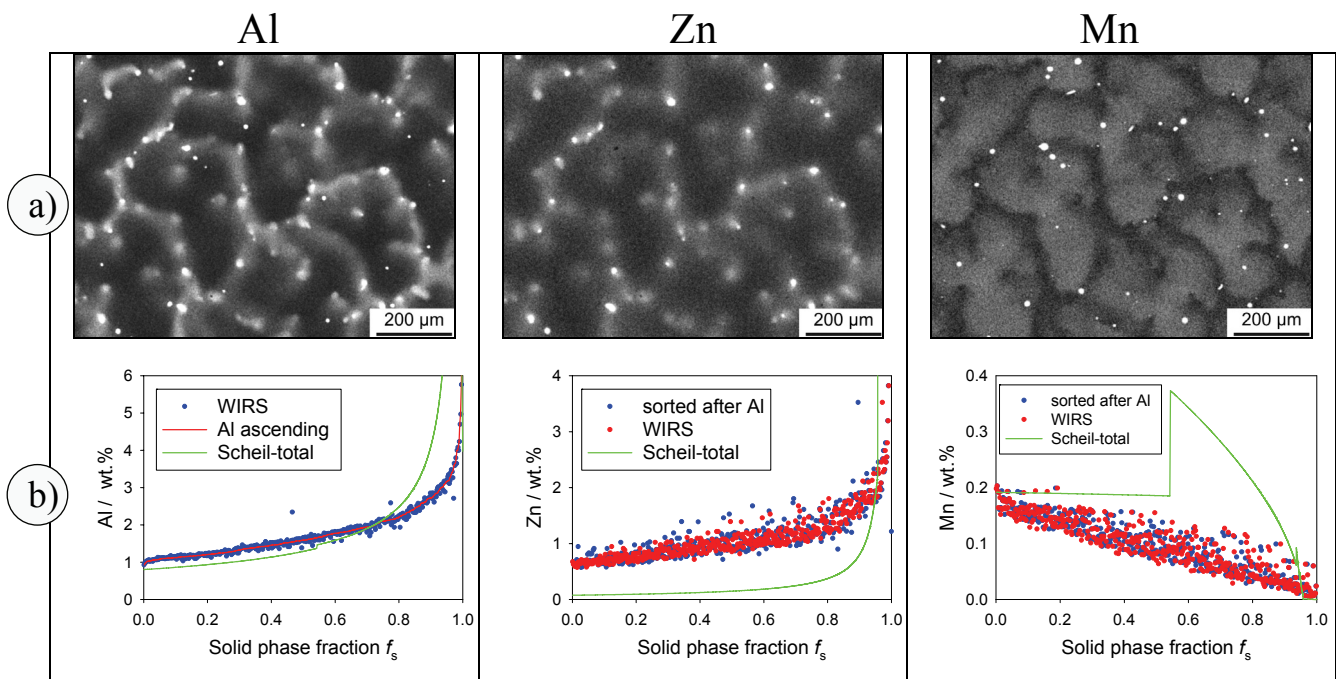 Al Zn Mn
a)
200 µm 200 µm 200 µm
b)
Al / wt.%
6
5
4
3
2
1
0
WIRS
Al ascending
Scheil-total
0.0 0.2 0.4 0.6 0.8 1.0
Solid phase fraction fs
Zn / wt.%
4
3
2
1
0
sorted after Al
WIRS
Scheil-total
0.0 0.2 0.4 0.6 0.8 1.0
Solid phase fraction fs
Mn / wt.%
0.4
0.3
0.2
0.1
0.0
sorted after Al
WIRS
Scheil-total
0.0 0.2 0.4 0.6 0.8 1.0
Solid phase fraction fs